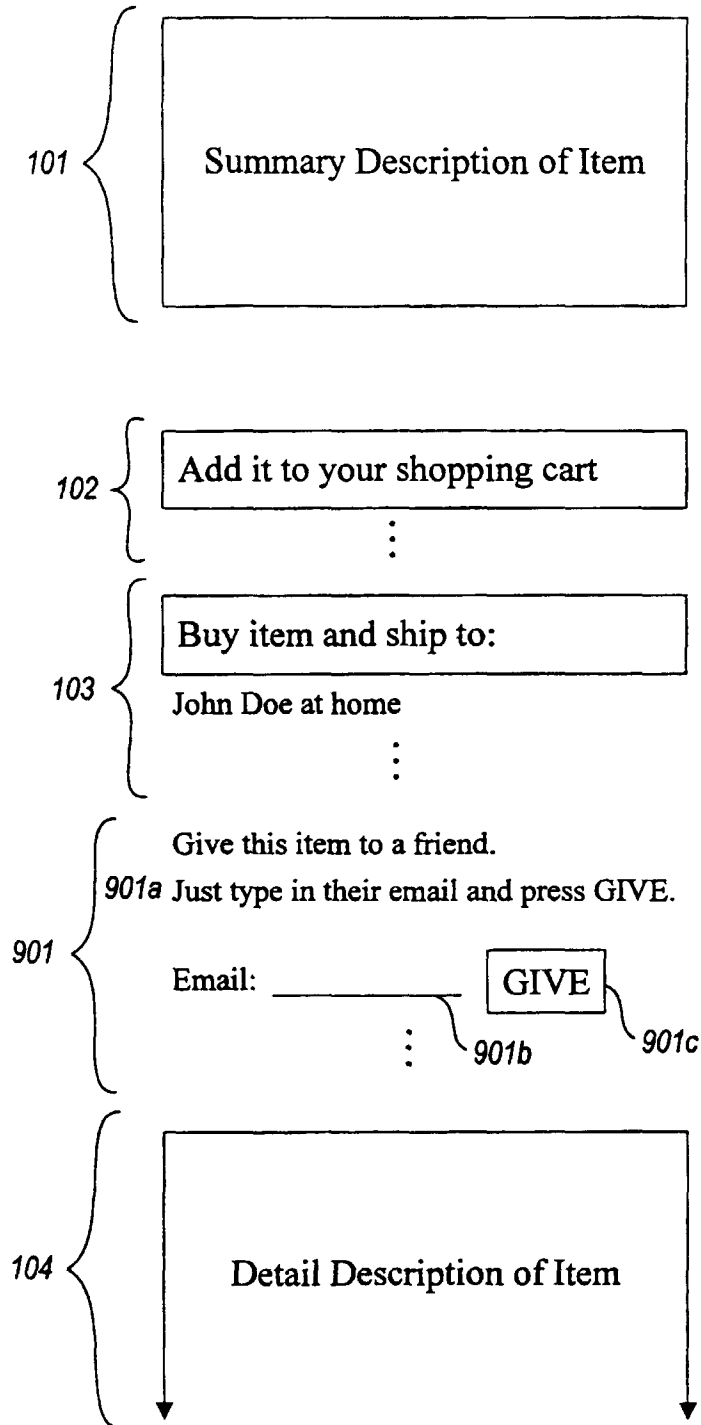 101
Summary Description of Item
102
Add it to your shopping cart
103
Buy item and ship to:
John Doe at home
901
Give this item to a friend.
901a Just type in their email and press GIVE.
Email: GIVE
901b
901c
104
Detail Description of Item